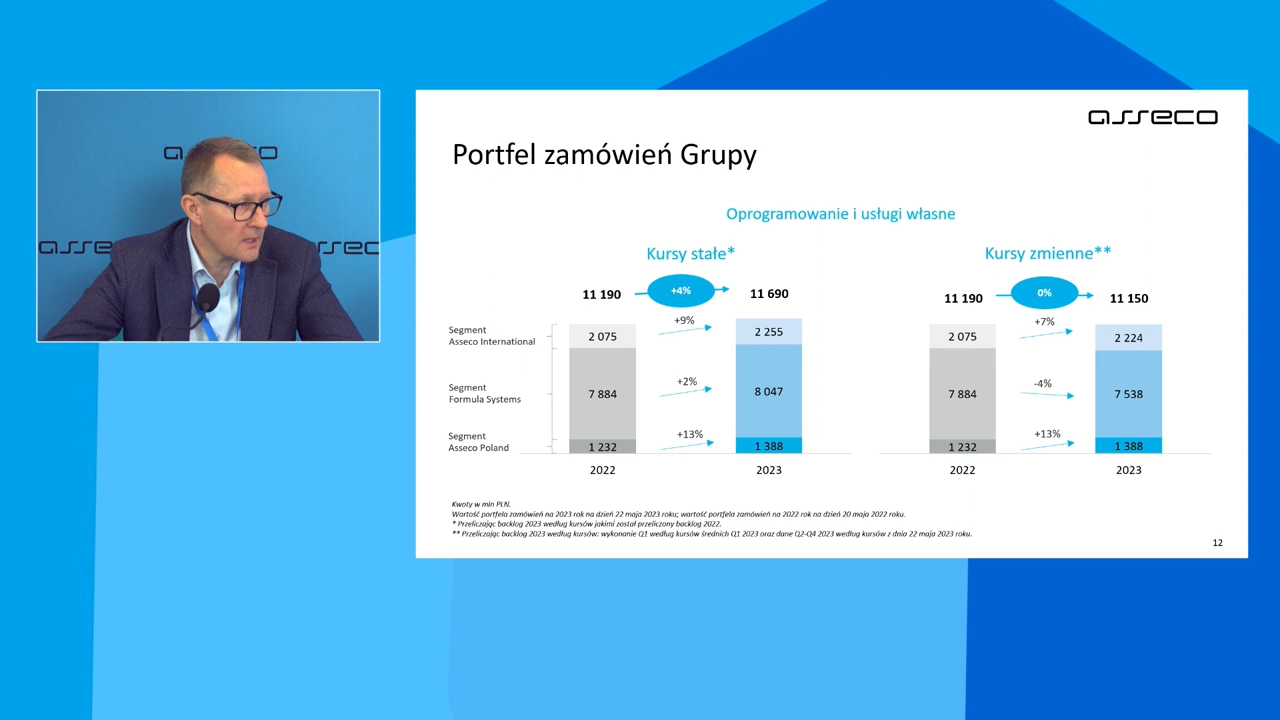 asseco
asseco
asseco
asseco
Portfel zamówień Grupy
Oprogramowanie i usługi własne
Kursy stałe*
Kursy zmienne**
11 190
+4%
11 690
11 190
0%
11 150
Segment
Asseco International
2 075
+9%
2 255
2 075
+7%
2 224
Segment
Formula Systems
7 884
+2%
8 047
7 884
-4%
7 538
Segment
Asseco Poland
1 232
+13%
1 388
1 232
+13%
1 388
2022
2023
2022
2023
Kwoty w mln PLN.
Wartość portfela zamówień na 2023 rok na dzień 22 maja 2023 roku; wartość portfela zamówień na 2022 rok na dzień 20 maja 2022 roku.
* Przeliczając backlog 2023 według kursów jakimi został przeliczony backlog 2022.
** Przeliczając backlog 2023 według kursów: wykonanie Q1 według kursów średnich Q1 2023 oraz dane Q2-Q4 2023 według kursów z dnia 22 maja 2023 roku.
12